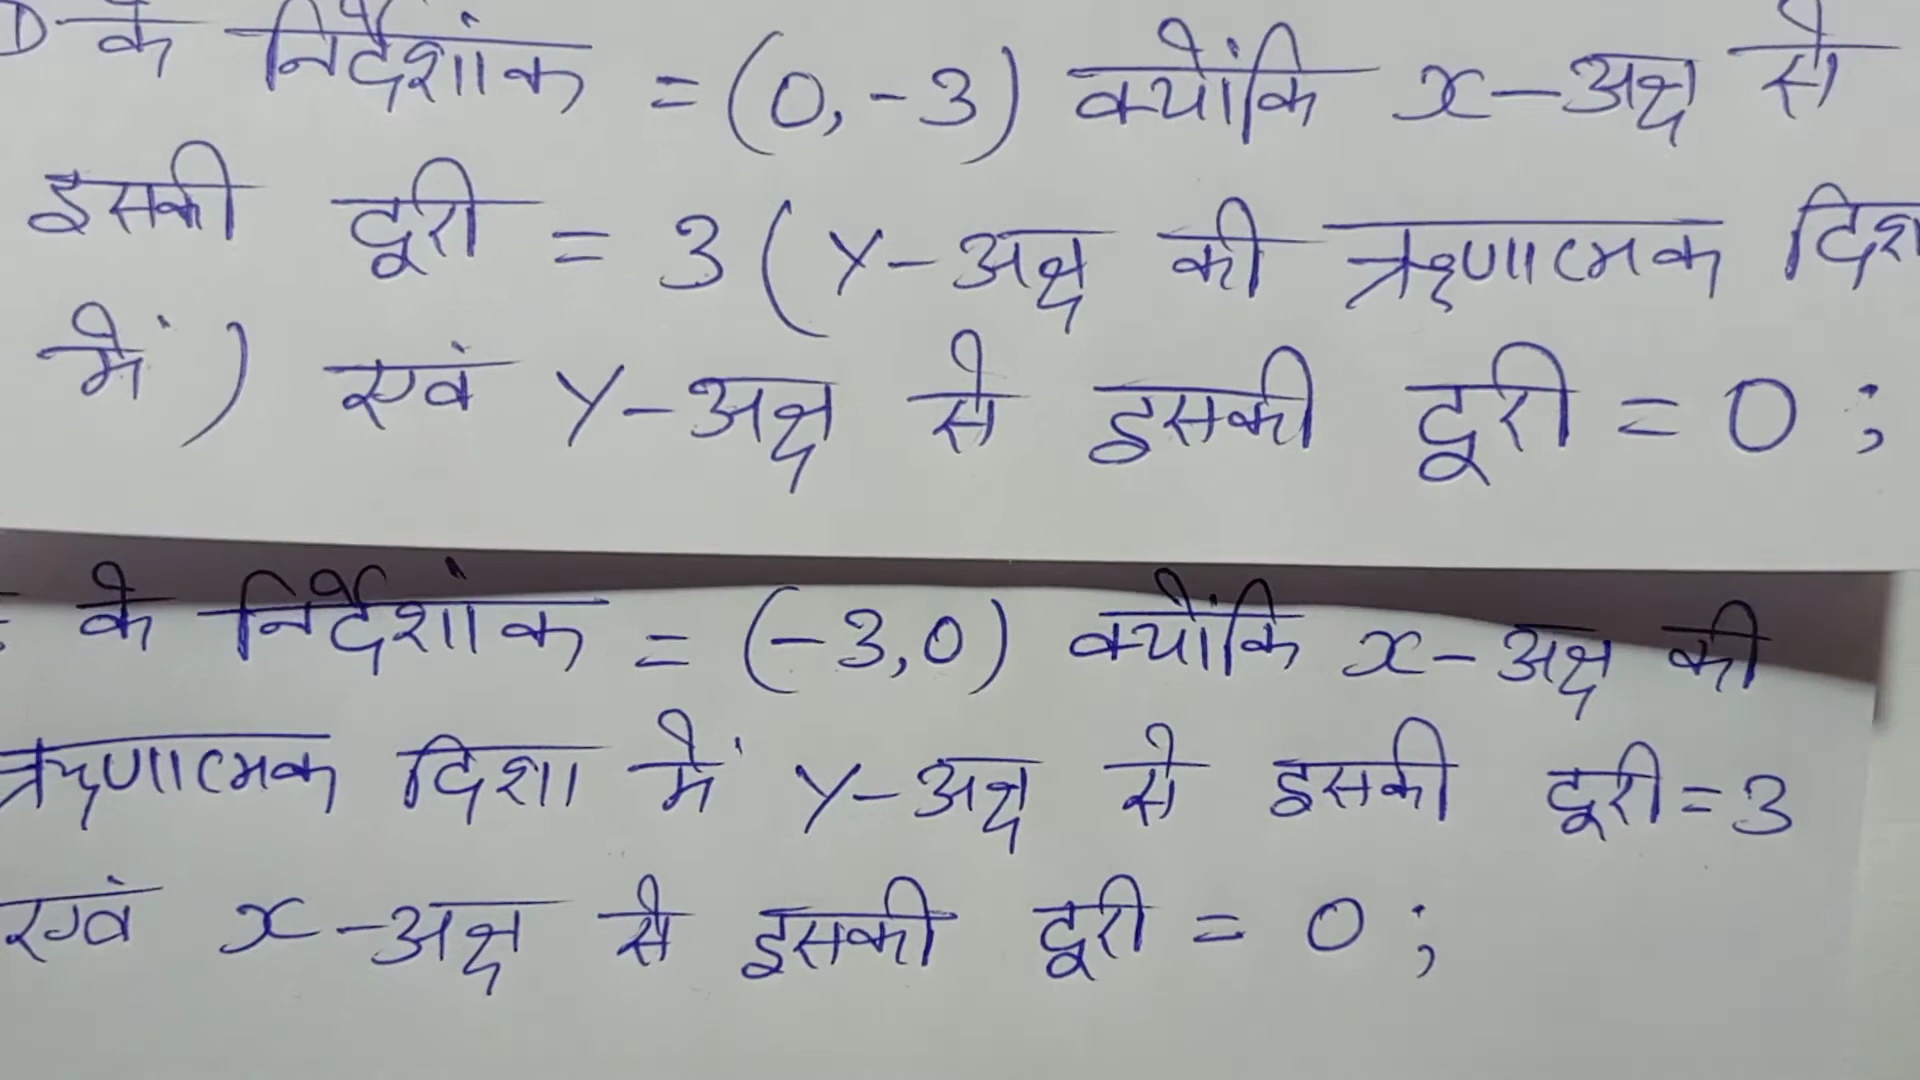 D के निर्देशांक = (0, -3) क्योंकि x-अक्ष से
इसकी दूरी = 3 (Y-अक्ष की ऋणात्मक दिश
में) एवं Y-अक्ष से इसकी दूरी = 0 ;
के निर्देशांक = (-3, 0) क्योंकि x-अक्ष की
ऋणात्मक दिशा में Y-अक्ष से इसकी दूरी = 3
एवं x-अक्ष से इसकी दूरी = 0 ;